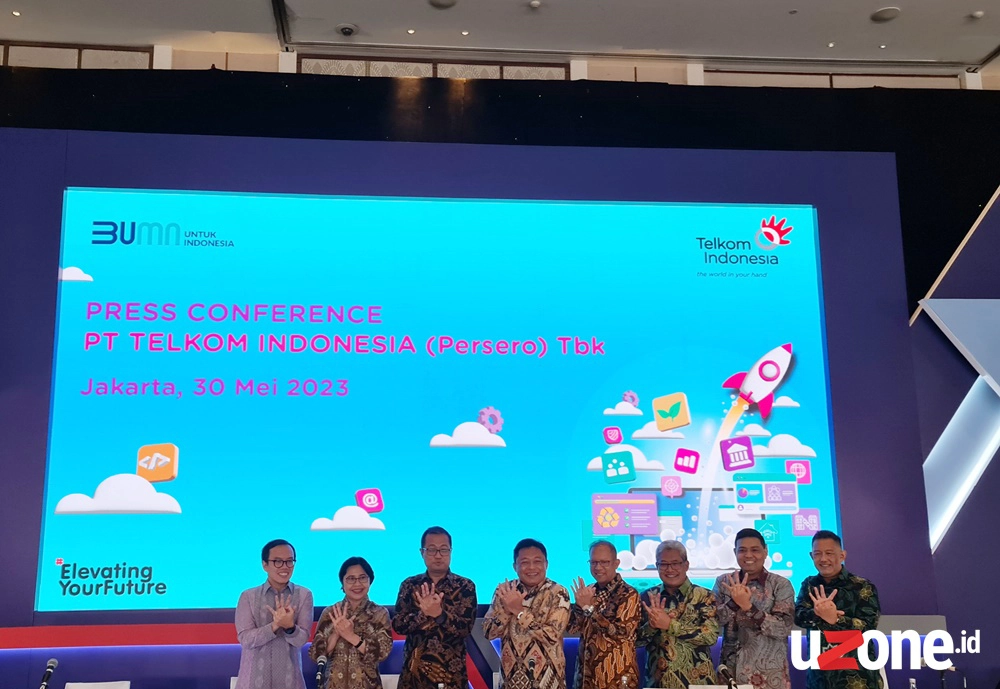 BUMN
UNTUK
INDONESIA
Telkom
Indonesia
the world in your hand
PRESS CONFERENCE
PT TELKOM INDONESIA (Persero) Tbk
Jakarta, 30 Mei 2023
#Elevating
YourFuture
uzone.id